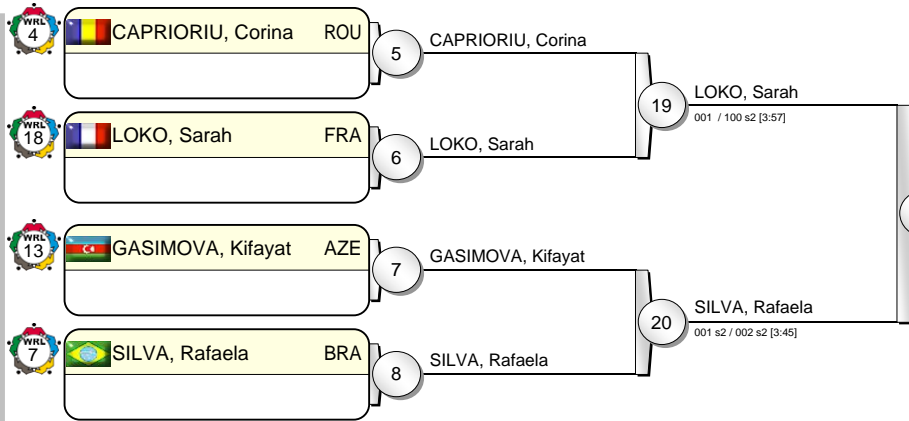 WRL
4
CAPRIORIU, Corina ROU
5
CAPRIORIU, Corina
WRL
18
LOKO, Sarah FRA
6
LOKO, Sarah
19
LOKO, Sarah
001 / 100 s2 [3:57]
WRL
13
GASIMOVA, Kifayat AZE
7
GASIMOVA, Kifayat
WRL
7
SILVA, Rafaela BRA
8
SILVA, Rafaela
20
SILVA, Rafaela
001 s2 / 002 s2 [3:45]